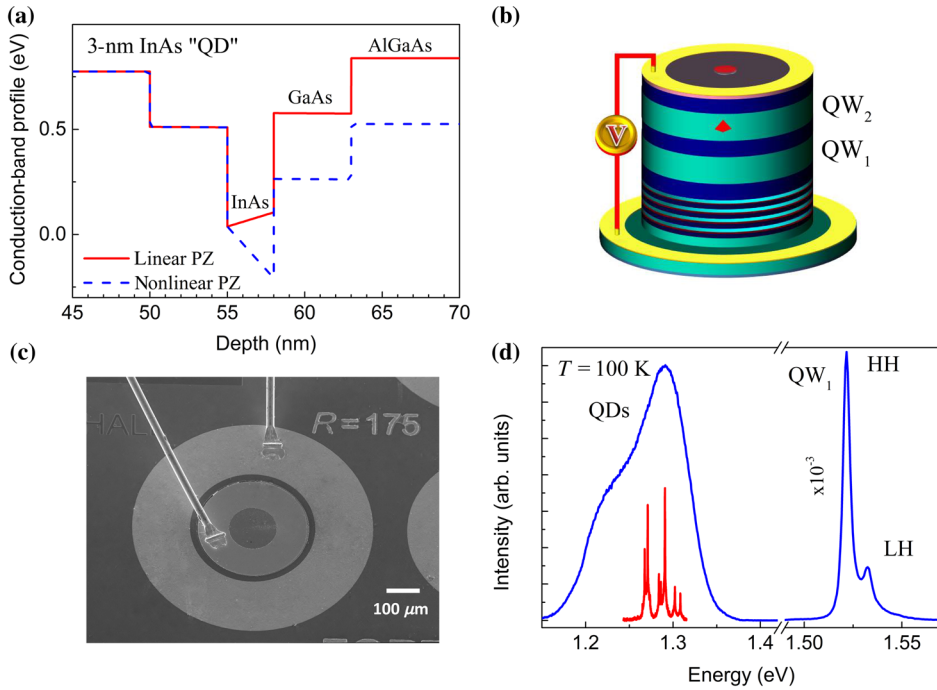 (a)
3-nm InAs "QD"
AlGaAs
GaAs
InAs
Linear PZ
Nonlinear PZ
Conduction-band profile (eV)
0.5
0.0
45 50 55 60 65 70
Depth (nm)
(b)
QW2
QW1
V
(c)
HAL
R=175
100 μm
(d)
T = 100 K
QDs
QW1
HH
x10-3
LH
Intensity (arb. units)
1.2 1.3 1.4 1.50 1.55
Energy (eV)